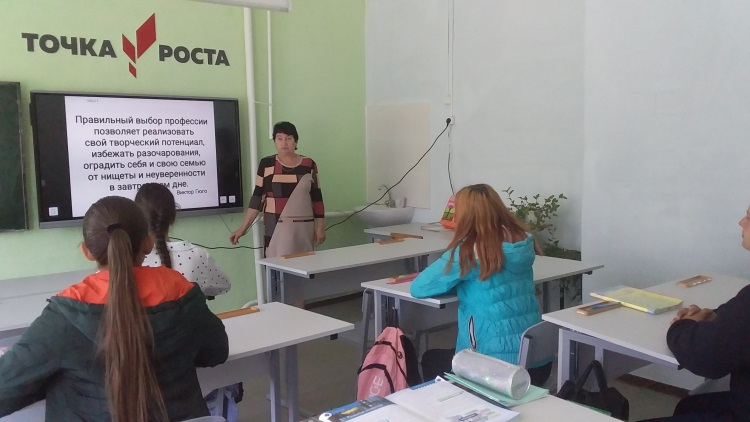 ТОЧКА РОСТА
Правильный выбор профессии
позволяет реализовать
свой творческий потенциал,
избежать разочарования,
оградить себя и свою семью
от нищеты и неуверенности
в завтрашнем дне.
Виктор Гюго